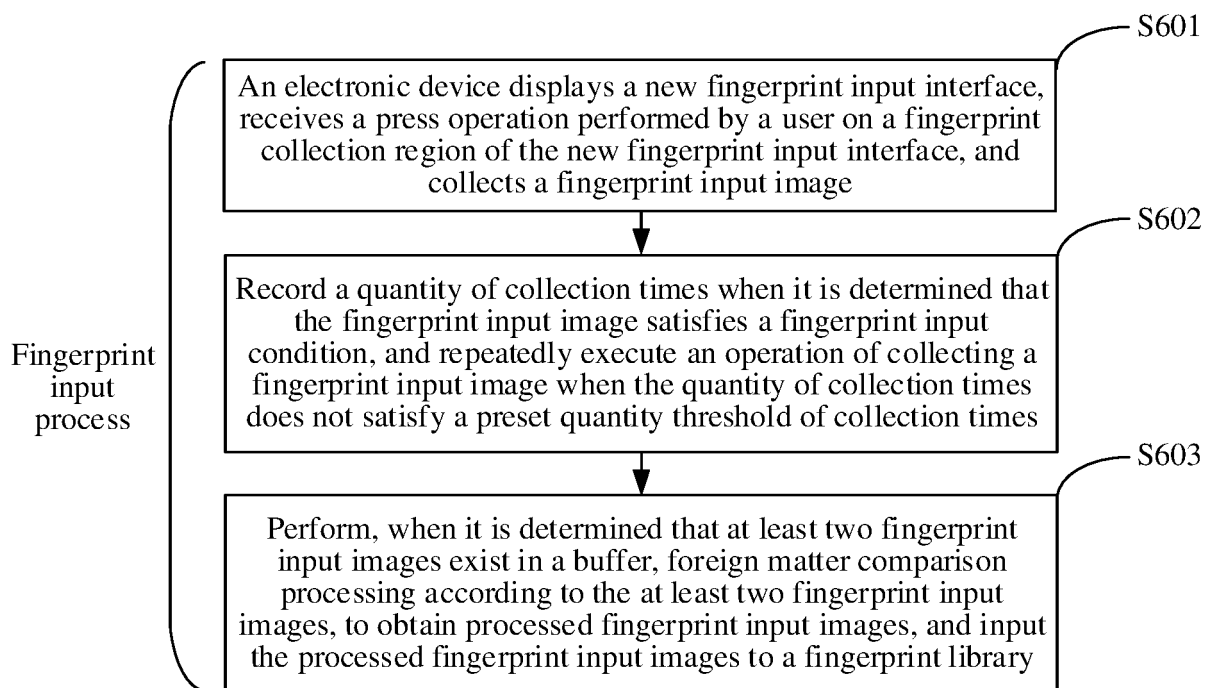 S601
An electronic device displays a new fingerprint input interface,
receives a press operation performed by a user on a fingerprint
collection region of the new fingerprint input interface, and
collects a fingerprint input image
S602
Record a quantity of collection times when it is determined that
the fingerprint input image satisfies a fingerprint input
condition, and repeatedly execute an operation of collecting a
fingerprint input image when the quantity of collection times
does not satisfy a preset quantity threshold of collection times
Fingerprint
input
process
S603
Perform, when it is determined that at least two fingerprint
input images exist in a buffer, foreign matter comparison
processing according to the at least two fingerprint input
images, to obtain processed fingerprint input images, and input
the processed fingerprint input images to a fingerprint library